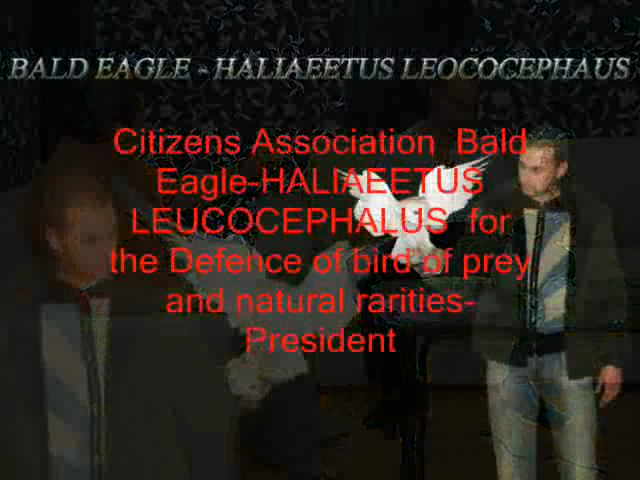 BALD EAGLE - HALIAEETUS LEOCOCEPHAUS
Citizens Association Bald
Eagle-HALIAEETUS
LEUCOCEPHALUS for
the Defence of bird of prey
and natural rarities-
President